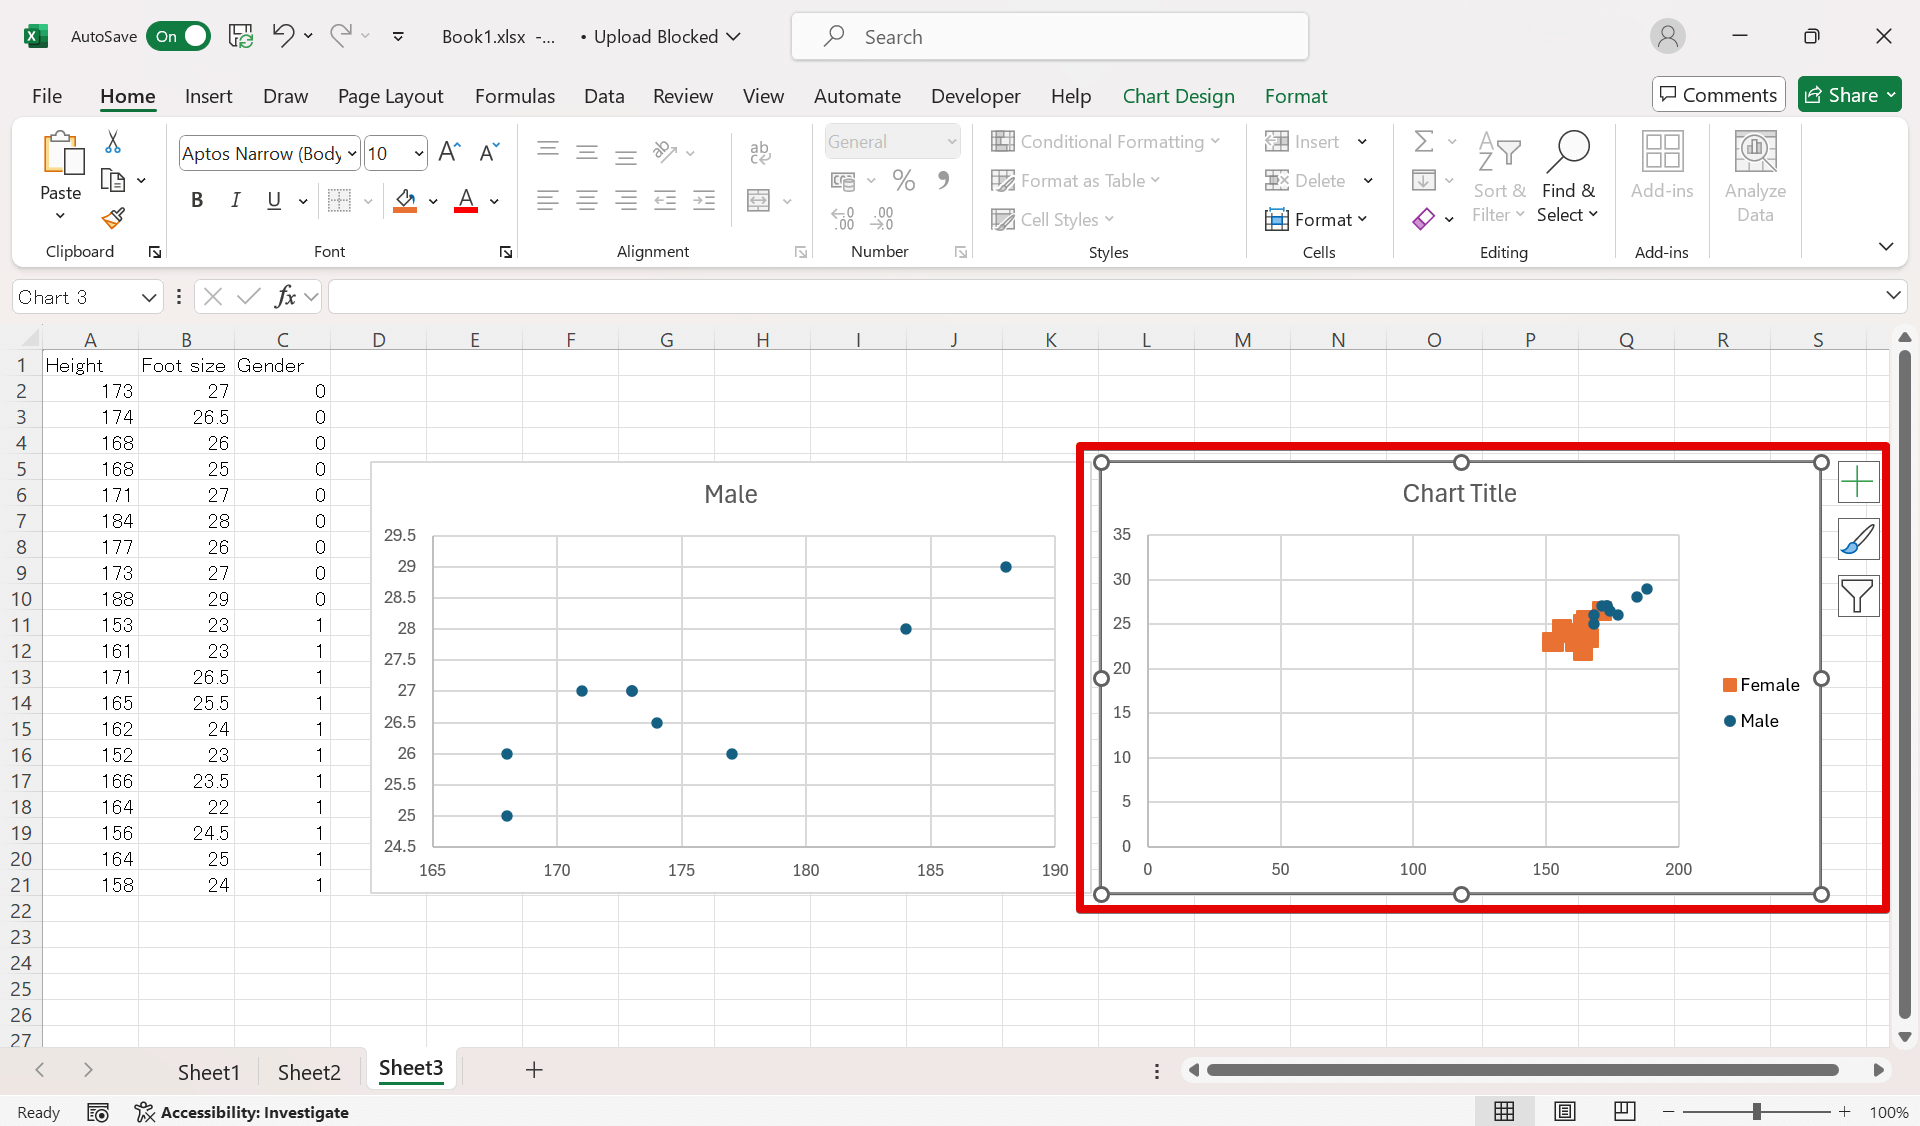 AutoSave On Book1.xlsx -... • Upload Blocked Search
File Home Insert Draw Page Layout Formulas Data Review View Automate Developer Help Chart Design Format Comments Share
Paste Aptos Narrow (Body 10 A A ab General Conditional Formatting Insert Σ A Z
Format as Table Delete Sort & Filter Find & Select Add-ins Analyze Data
B I U A % Cell Styles Format
Clipboard Font Alignment Number Styles Cells Editing Add-ins
Chart 3 fx
A B C D E F G H I J K L M N O P Q R S
1 Height Foot size Gender
2 173 27 0
3 174 26.5 0
4 168 26 0
5 168 25 0
6 171 27 0
7 184 28 0
8 177 26 0
9 173 27 0
10 188 29 0
11 153 23 1
12 161 23 1
13 171 26.5 1
14 165 25.5 1
15 162 24 1
16 152 23 1
17 166 23.5 1
18 164 22 1
19 156 24.5 1
20 164 25 1
21 158 24 1
22
23
24
25
26
27
Male
29.5
29
28.5
28
27.5
27
26.5
26
25.5
25
24.5
165 170 175 180 185 190
Chart Title
35
30
25
20
15
10
5
0
0 50 100 150 200
Female
Male
Sheet1 Sheet2 Sheet3
Ready Accessibility: Investigate 100%